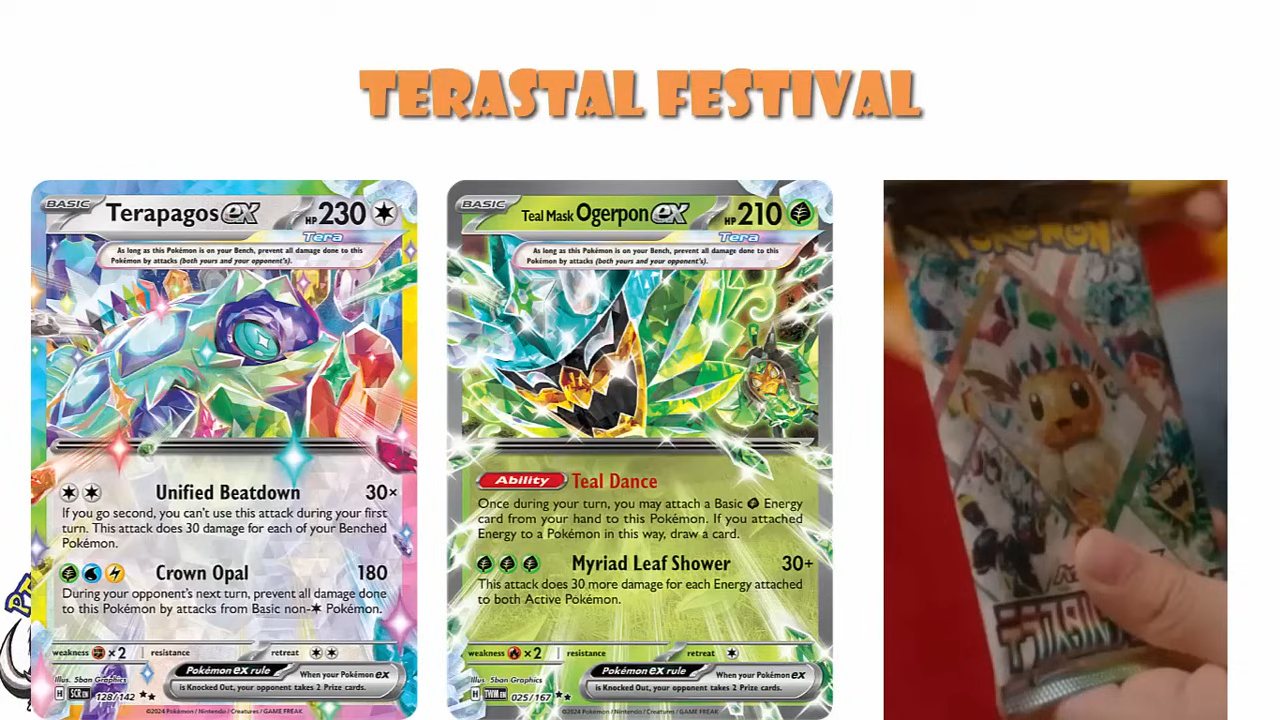 TERASTAL FESTIVAL
BASIC
Terapagos ex
HP 230
Tera
As long as this Pokémon is on your Bench, prevent all damage done to this
Pokémon by attacks (both yours and your opponent's).
Unified Beatdown 30×
If you go second, you can't use this attack during your first
turn. This attack does 30 damage for each of your Benched
Pokémon.
Crown Opal 180
During your opponent's next turn, prevent all damage done
to this Pokémon by attacks from Basic non- Pokémon.
weakness ×2 resistance retreat
Illus. 5ban Graphics
Pokémon ex rule When your Pokémon ex
is Knocked Out, your opponent takes 2 Prize cards.
H SCR EN 128/142 ★★
©2024 Pokémon / Nintendo / Creatures / GAME FREAK
BASIC
Teal Mask Ogerpon ex
HP 210
Tera
As long as this Pokémon is on your Bench, prevent all damage done to this
Pokémon by attacks (both yours and your opponent's).
Ability Teal Dance
Once during your turn, you may attach a Basic Energy
card from your hand to this Pokémon. If you attached
Energy to a Pokémon in this way, draw a card.
Myriad Leaf Shower 30+
This attack does 30 more damage for each Energy attached
to both Active Pokémon.
weakness ×2 resistance retreat
Illus. 5ban Graphics
Pokémon ex rule When your Pokémon ex
is Knocked Out, your opponent takes 2 Prize cards.
H TWM EN 025/167 ★★
©2024 Pokémon / Nintendo / Creatures / GAME FREAK
POKÉMON